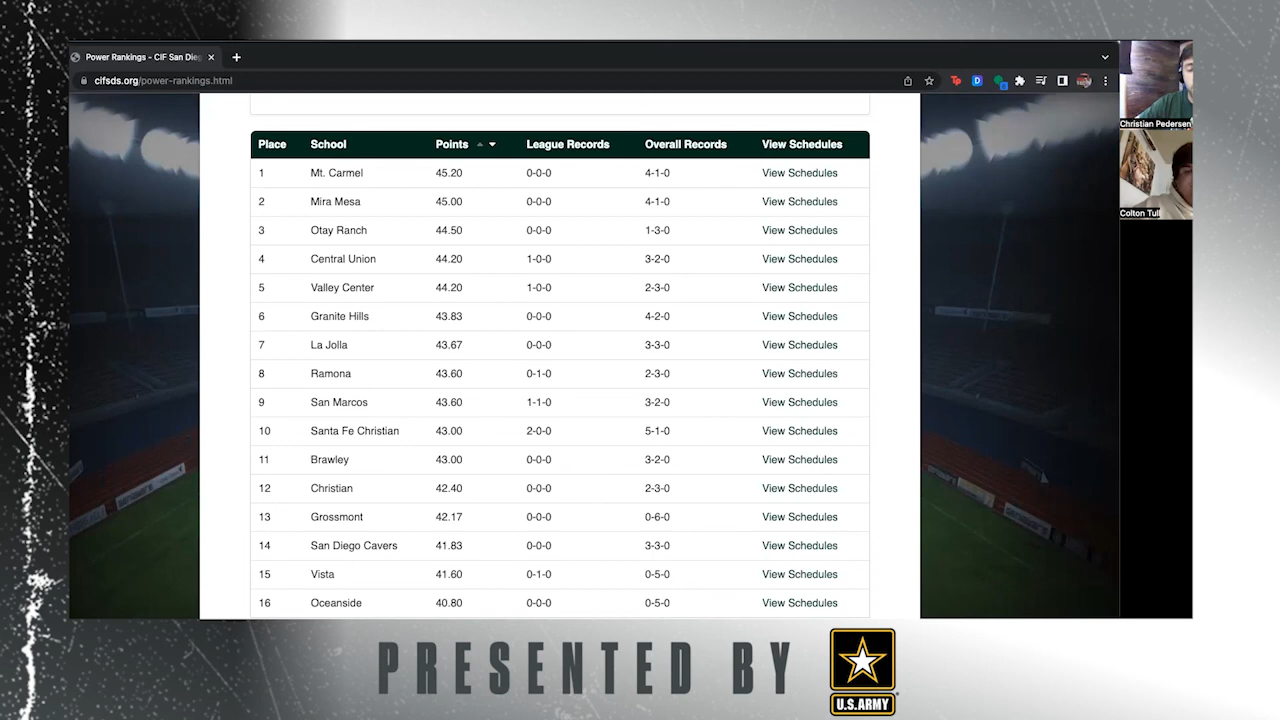 Power Rankings - CIF San Dieg
cifsds.org/power-rankings.html
Christian Pedersen
Colton Tull
Place School Points League Records Overall Records View Schedules
1 Mt. Carmel 45.20 0-0-0 4-1-0 View Schedules
2 Mira Mesa 45.00 0-0-0 4-1-0 View Schedules
3 Otay Ranch 44.50 0-0-0 1-3-0 View Schedules
4 Central Union 44.20 1-0-0 3-2-0 View Schedules
5 Valley Center 44.20 1-0-0 2-3-0 View Schedules
6 Granite Hills 43.83 0-0-0 4-2-0 View Schedules
7 La Jolla 43.67 0-0-0 3-3-0 View Schedules
8 Ramona 43.60 0-1-0 2-3-0 View Schedules
9 San Marcos 43.60 1-1-0 3-2-0 View Schedules
10 Santa Fe Christian 43.00 2-0-0 5-1-0 View Schedules
11 Brawley 43.00 0-0-0 3-2-0 View Schedules
12 Christian 42.40 0-0-0 2-3-0 View Schedules
13 Grossmont 42.17 0-0-0 0-6-0 View Schedules
14 San Diego Cavers 41.83 0-0-0 3-3-0 View Schedules
15 Vista 41.60 0-1-0 0-5-0 View Schedules
16 Oceanside 40.80 0-0-0 0-5-0 View Schedules
PRESENTED BY
U.S.ARMY